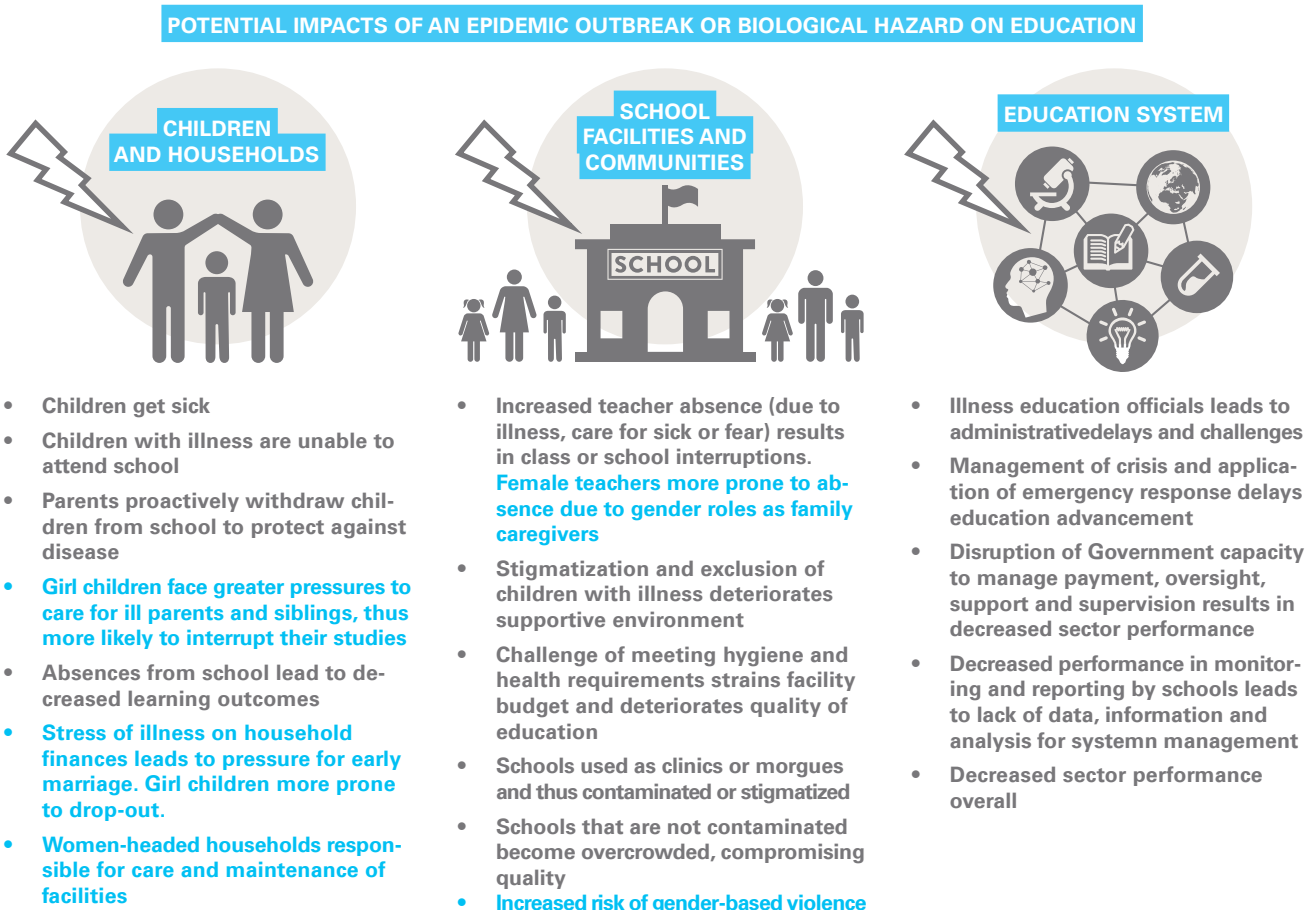 POTENTIAL IMPACTS OF AN EPIDEMIC OUTBREAK OR BIOLOGICAL HAZARD ON EDUCATION
CHILDREN
AND HOUSEHOLDS
• Children get sick
• Children with illness are unable to
attend school
• Parents proactively withdraw chil-
dren from school to protect against
disease
• Girl children face greater pressures to
care for ill parents and siblings, thus
more likely to interrupt their studies
• Absences from school lead to de-
creased learning outcomes
• Stress of illness on household
finances leads to pressure for early
marriage. Girl children more prone
to drop-out.
• Women-headed households respon-
sible for care and maintenance of
facilities
SCHOOL
FACILITIES AND
COMMUNITIES
SCHOOL
• Increased teacher absence (due to
illness, care for sick or fear) results
in class or school interruptions.
Female teachers more prone to ab-
sence due to gender roles as family
caregivers
• Stigmatization and exclusion of
children with illness deteriorates
supportive environment
• Challenge of meeting hygiene and
health requirements strains facility
budget and deteriorates quality of
education
• Schools used as clinics or morgues
and thus contaminated or stigmatized
• Schools that are not contaminated
become overcrowded, compromising
quality
• Increased risk of gender-based violence
EDUCATION SYSTEM
• Illness education officials leads to
administrativedelays and challenges
• Management of crisis and applica-
tion of emergency response delays
education advancement
• Disruption of Government capacity
to manage payment, oversight,
support and supervision results in
decreased sector performance
• Decreased performance in monitor-
ing and reporting by schools leads
to lack of data, information and
analysis for systemn management
• Decreased sector performance
overall